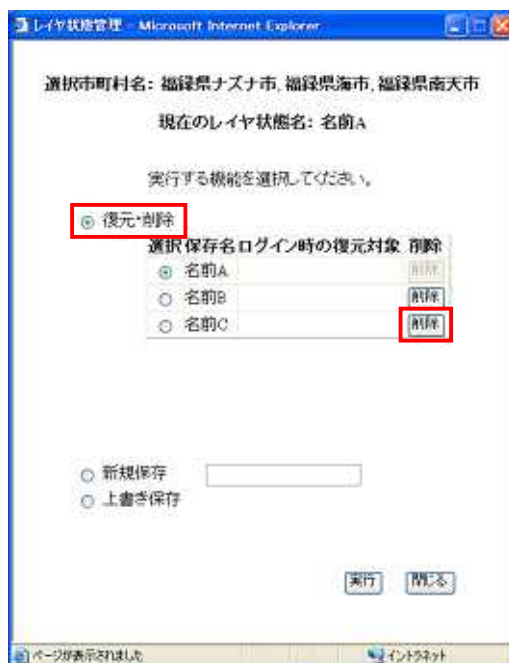 レイヤ状態管理 - Microsoft Internet Explorer
選択市町村名: 福録県ナズナ市, 福録県海市, 福録県南天市
現在のレイヤ状態名: 名前A
実行する機能を選択してください。
復元・削除
選択 保存名 ログイン時の復元対象 削除
名前A 削除
名前B 削除
名前C 削除
新規保存
上書き保存
実行 閉じる
ページが表示されました イントラネット